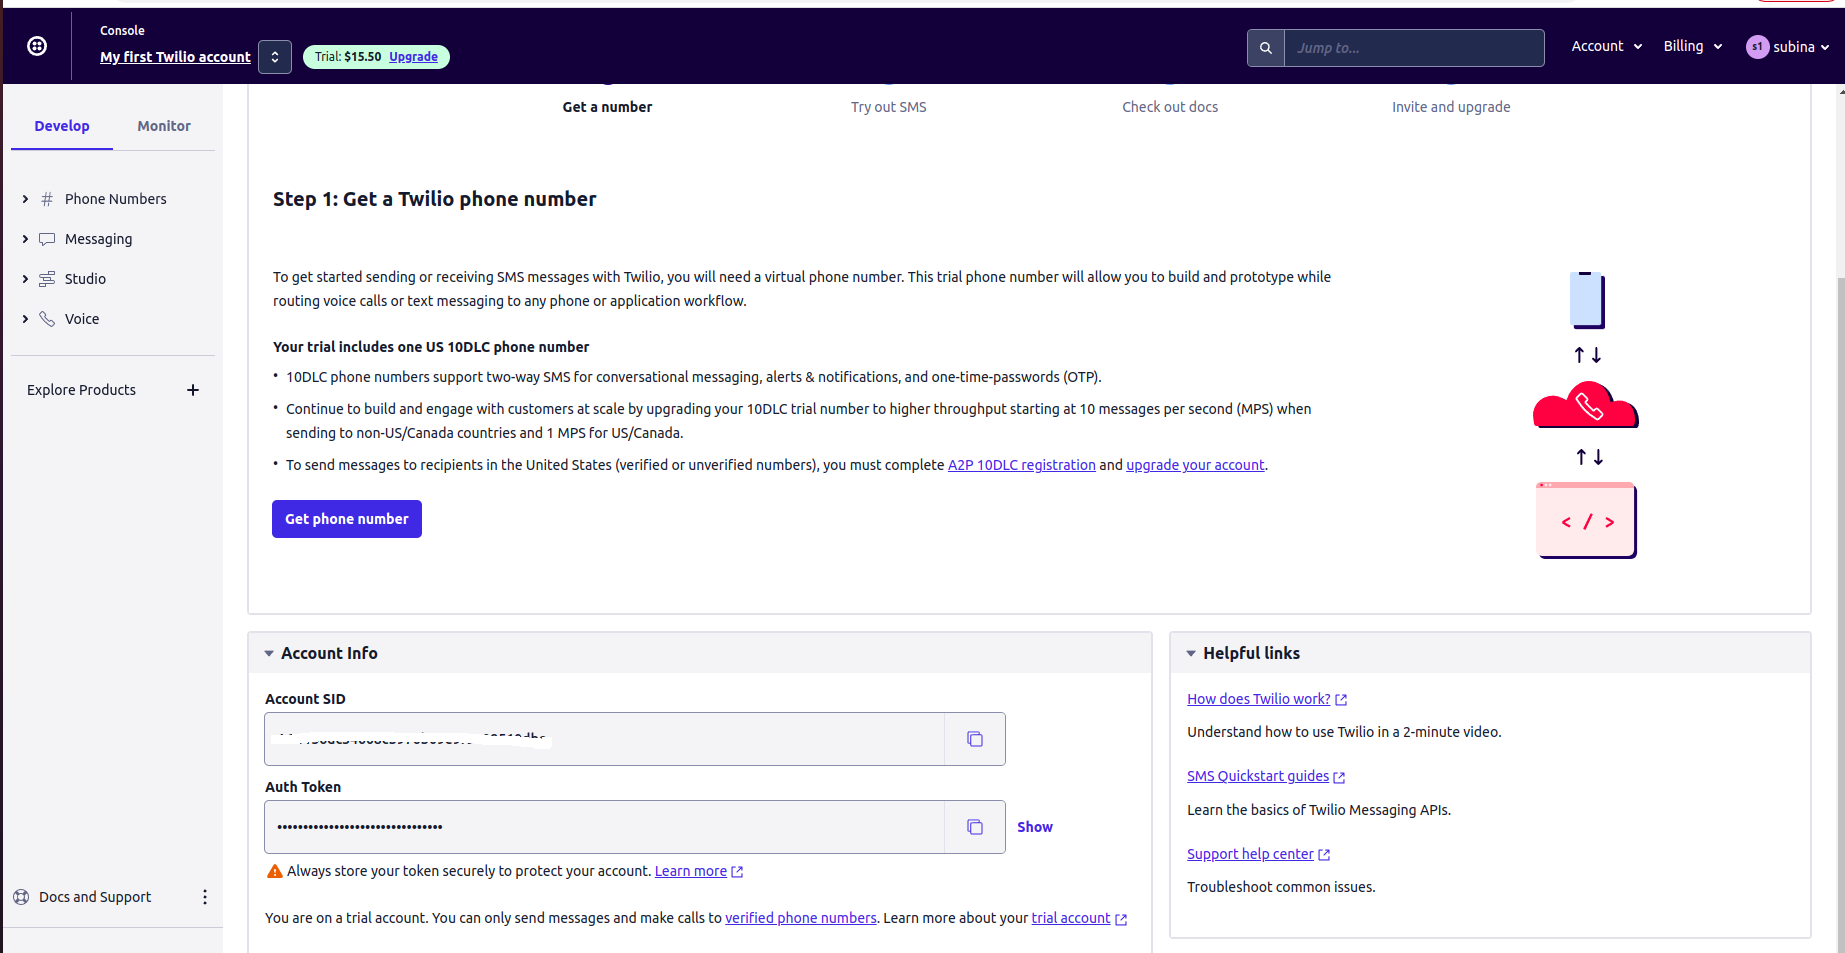 Console
My first Twilio account
Trial: $15.50 Upgrade
Jump to...
Account
Billing
s1 subina
Develop
Monitor
Phone Numbers
Messaging
Studio
Voice
Explore Products
Docs and Support
Get a number
Try out SMS
Check out docs
Invite and upgrade
Step 1: Get a Twilio phone number
To get started sending or receiving SMS messages with Twilio, you will need a virtual phone number. This trial phone number will allow you to build and prototype while
routing voice calls or text messaging to any phone or application workflow.
Your trial includes one US 10DLC phone number
• 10DLC phone numbers support two-way SMS for conversational messaging, alerts & notifications, and one-time-passwords (OTP).
• Continue to build and engage with customers at scale by upgrading your 10DLC trial number to higher throughput starting at 10 messages per second (MPS) when
sending to non-US/Canada countries and 1 MPS for US/Canada.
• To send messages to recipients in the United States (verified or unverified numbers), you must complete A2P 10DLC registration and upgrade your account.
Get phone number
< / >
Account Info
Account SID
Auth Token
••••••••••••••••••••••••••••••••
Show
Always store your token securely to protect your account. Learn more
You are on a trial account. You can only send messages and make calls to verified phone numbers. Learn more about your trial account
Helpful links
How does Twilio work?
Understand how to use Twilio in a 2-minute video.
SMS Quickstart guides
Learn the basics of Twilio Messaging APIs.
Support help center
Troubleshoot common issues.